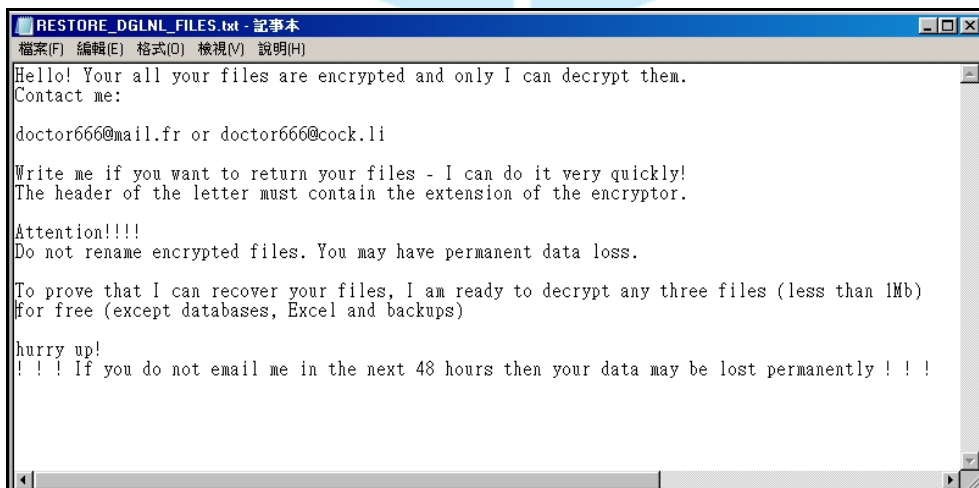 RESTORE_DGLNL_FILES.txt - 記事本
檔案(F) 編輯(E) 格式(O) 檢視(V) 說明(H)
Hello! Your all your files are encrypted and only I can decrypt them.
Contact me:
doctor666@mail.fr or doctor666@cock.li
Write me if you want to return your files - I can do it very quickly!
The header of the letter must contain the extension of the encryptor.
Attention!!!!
Do not rename encrypted files. You may have permanent data loss.
To prove that I can recover your files, I am ready to decrypt any three files (less than 1Mb)
for free (except databases, Excel and backups)
hurry up!
! ! ! If you do not email me in the next 48 hours then your data may be lost permanently ! ! !